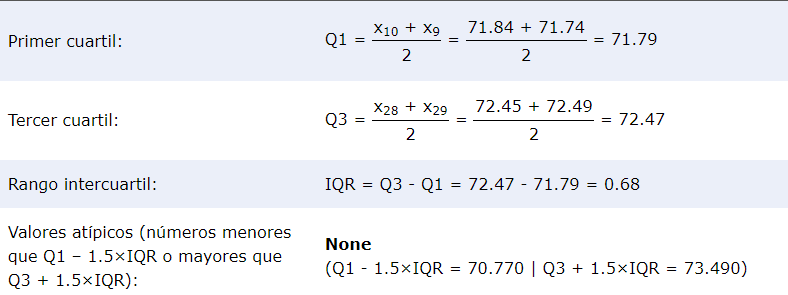 Primer cuartil: Q1 = (x₁₀ + x₉) / 2 = (71.84 + 71.74) / 2 = 71.79
Tercer cuartil: Q3 = (x₂₈ + x₂₉) / 2 = (72.45 + 72.49) / 2 = 72.47
Rango intercuartil: IQR = Q3 - Q1 = 72.47 - 71.79 = 0.68
Valores atípicos (números menores
que Q1 – 1.5×IQR o mayores que
Q3 + 1.5×IQR):
None
(Q1 - 1.5×IQR = 70.770 | Q3 + 1.5×IQR = 73.490)